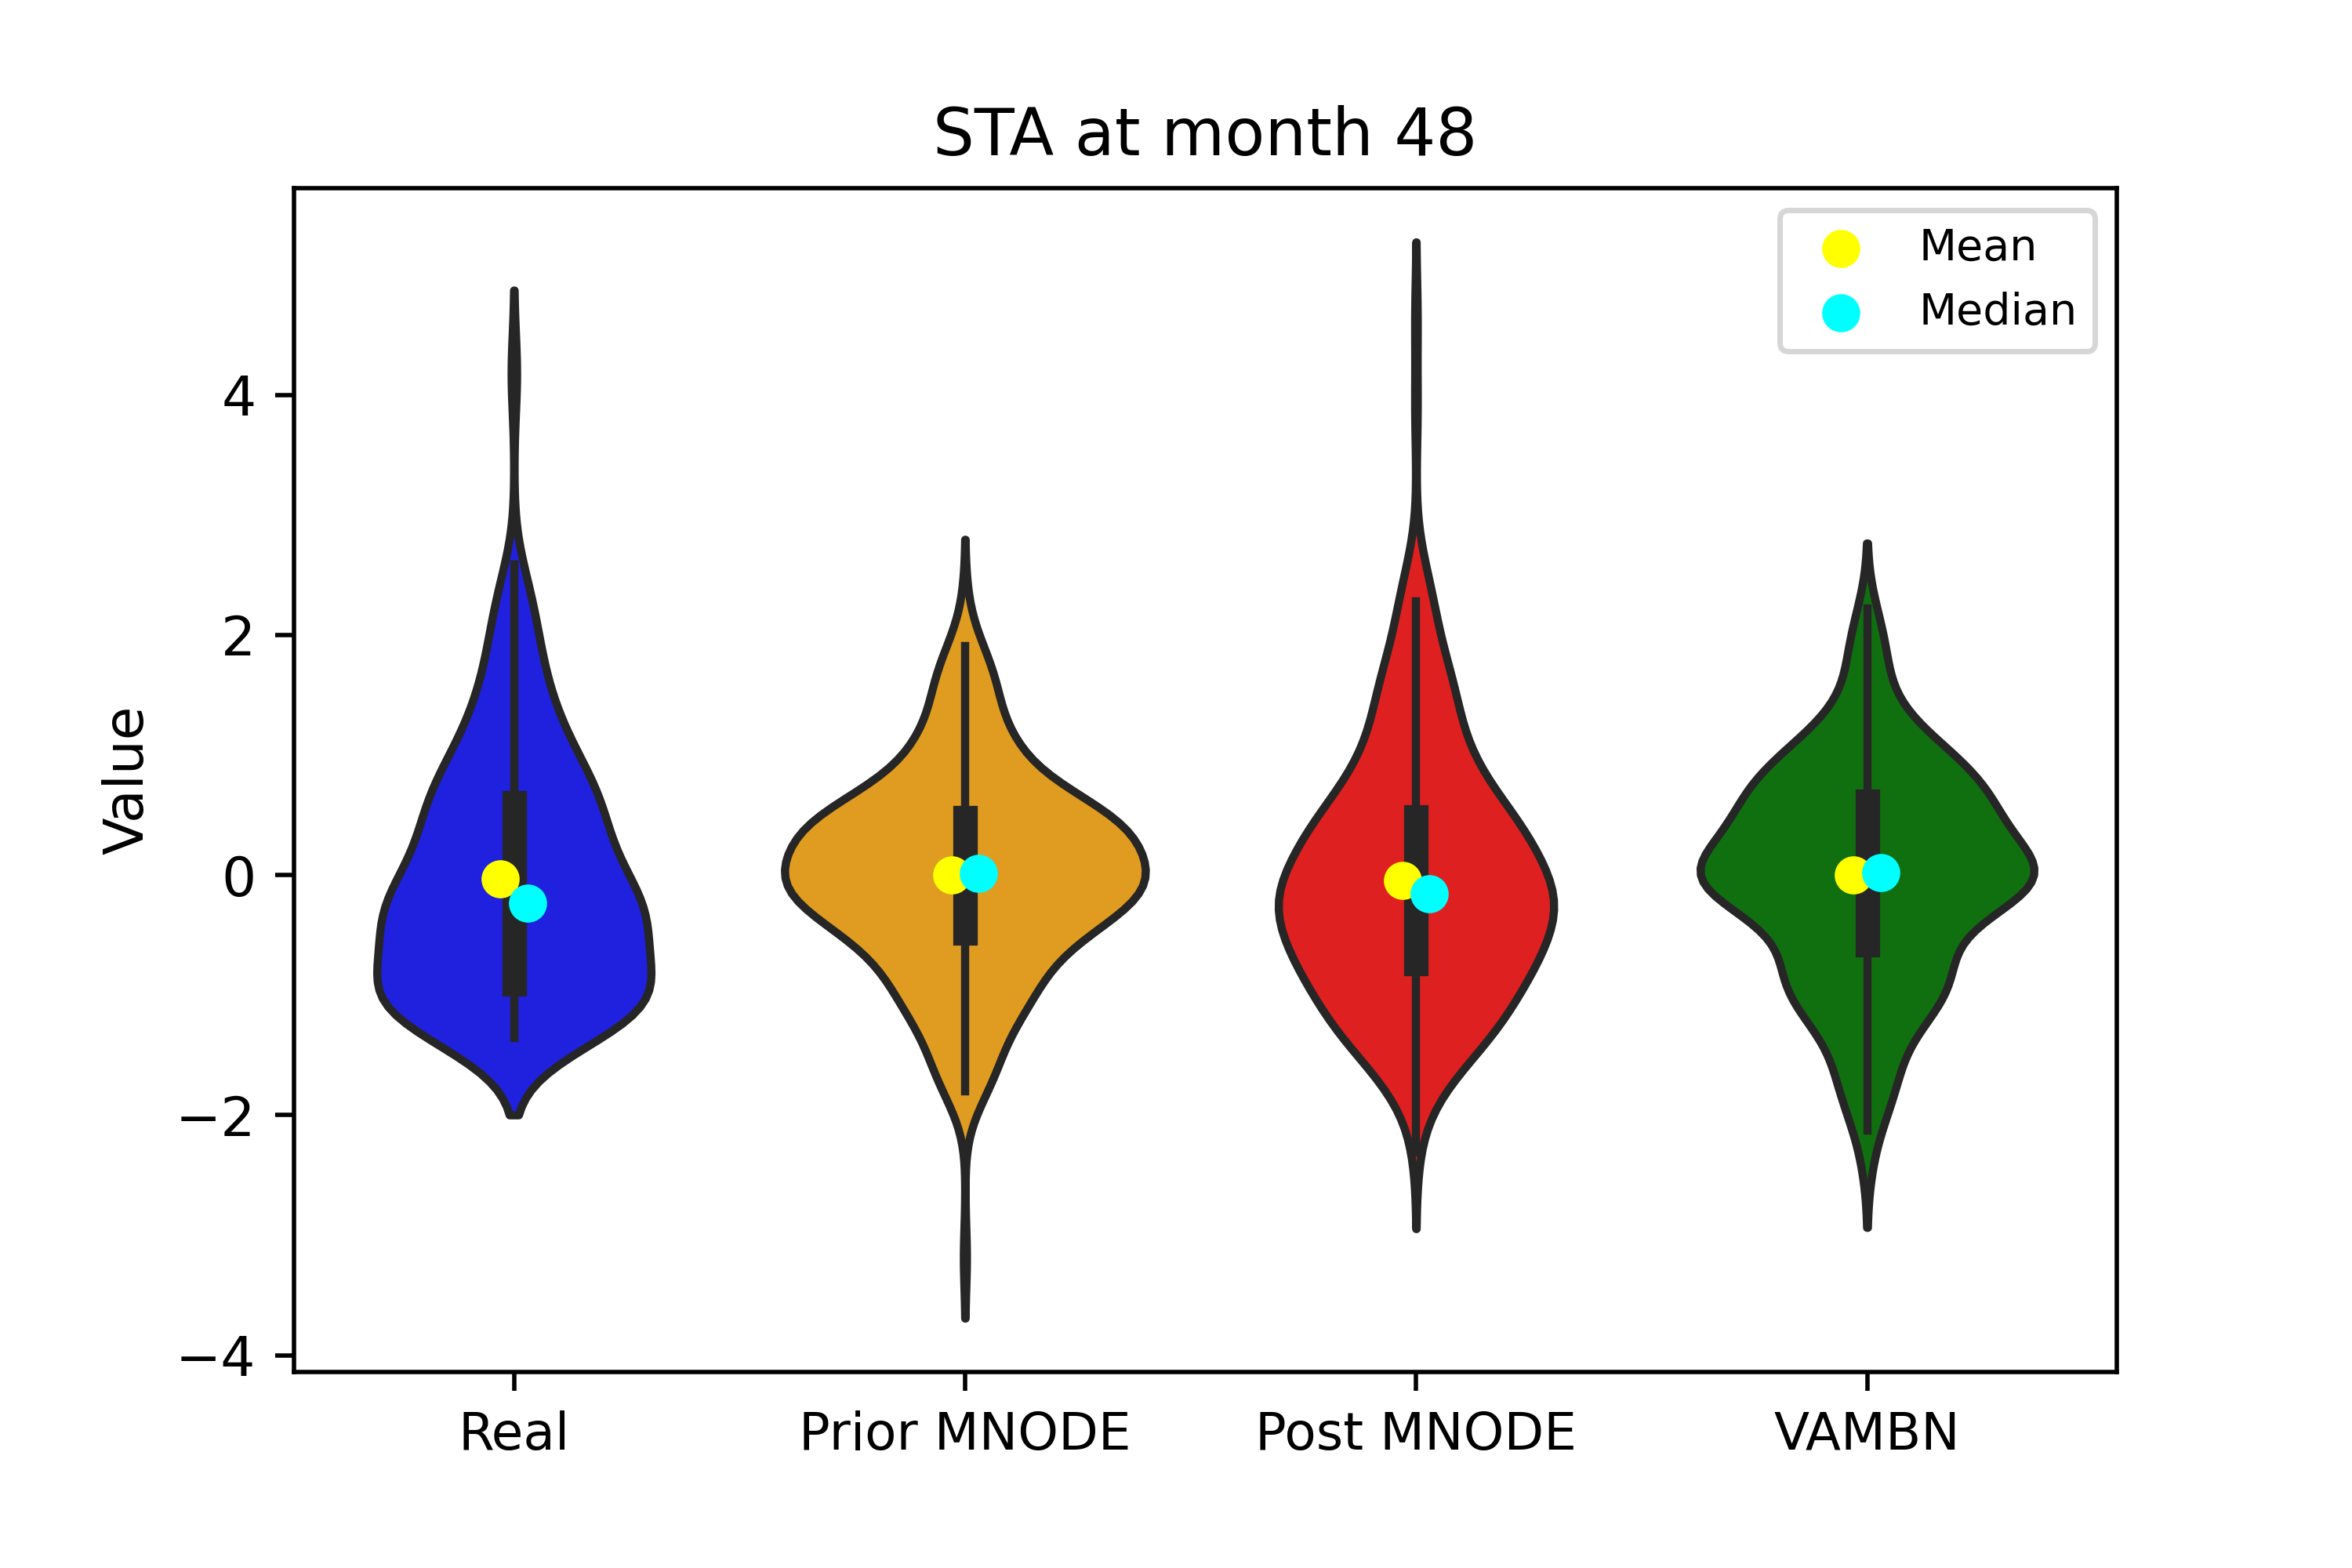 STA at month 48
Mean
Median
Value
4
2
0
−2
−4
Real
Prior MNODE
Post MNODE
VAMBN